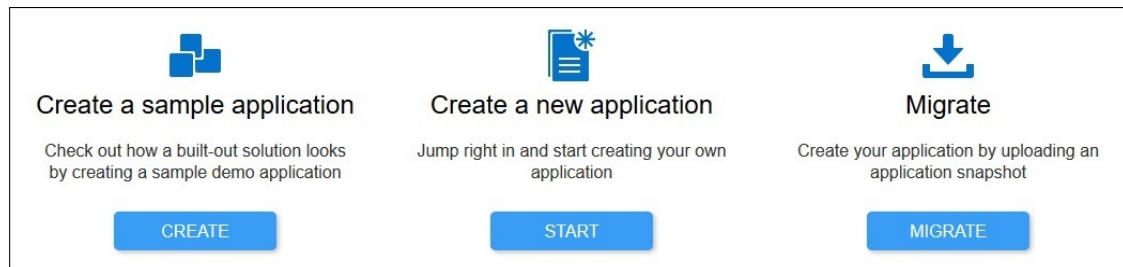 Create a sample application
Check out how a built-out solution looks
by creating a sample demo application
CREATE
Create a new application
Jump right in and start creating your own
application
START
Migrate
Create your application by uploading an
application snapshot
MIGRATE